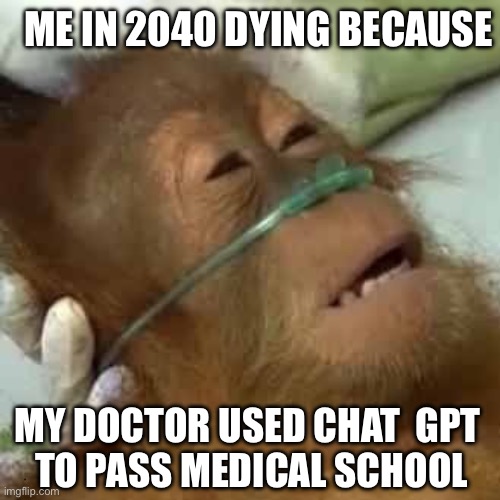 ME IN 2040 DYING BECAUSE
MY DOCTOR USED CHAT GPT
TO PASS MEDICAL SCHOOL
imgflip.com